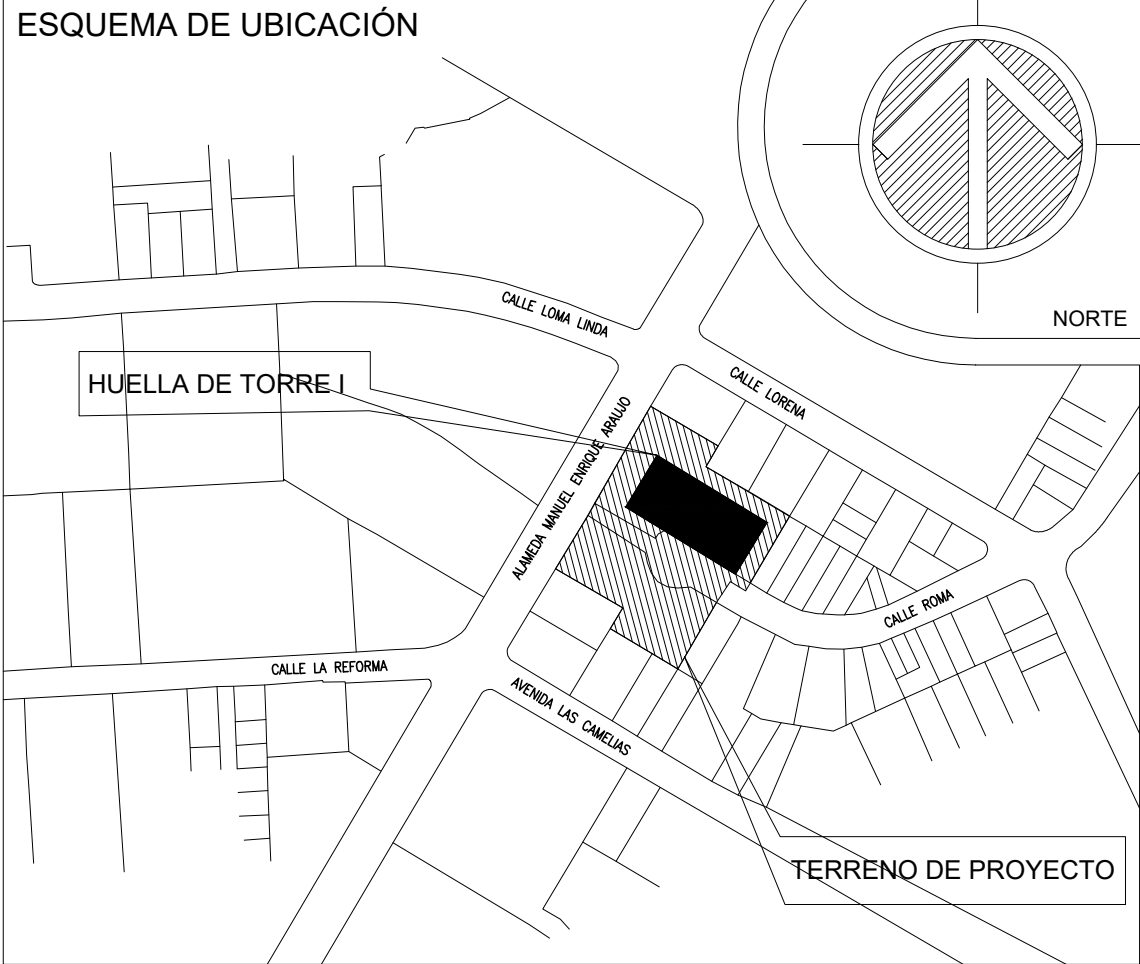 ESQUEMA DE UBICACIÓN
NORTE
CALLE LOMA LINDA
HUELLA DE TORRE I
CALLE LORENA
ALAMEDA MANUEL ENRIQUE ARAUJO
CALLE ROMA
CALLE LA REFORMA
AVENIDA LAS CAMELIAS
TERRENO DE PROYECTO